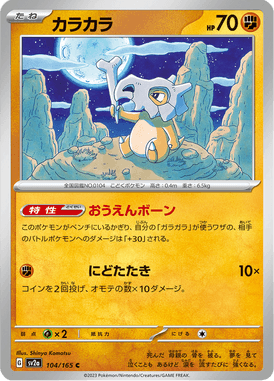 たね カラカラ HP70
全国図鑑NO.0104 こどくポケモン 高さ:0.4m 重さ:6.5kg
特性 おうえんボーン
このポケモンがベンチにいるかぎり、自分の「ガラガラ」が使うワザの、相手
のバトルポケモンへのダメージは「+30」される。
にどたたき 10×
コインを2回投げ、オモテの数×10ダメージ。
弱点 ×2 抵抗力 にげる
Illus. Shinya Komatsu
SV2a 104/165 C
©2023 Pokémon/Nintendo/Creatures/GAME FREAK.